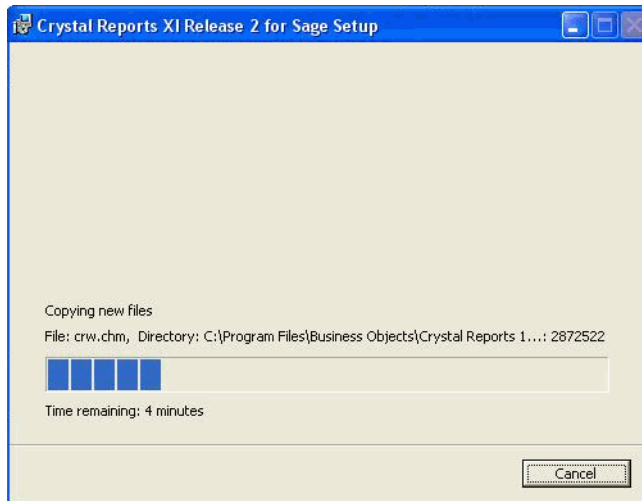 Crystal Reports XI Release 2 for Sage Setup
Copying new files
File: crw.chm, Directory: C:\Program Files\Business Objects\Crystal Reports 1...: 2872522
Time remaining: 4 minutes
Cancel